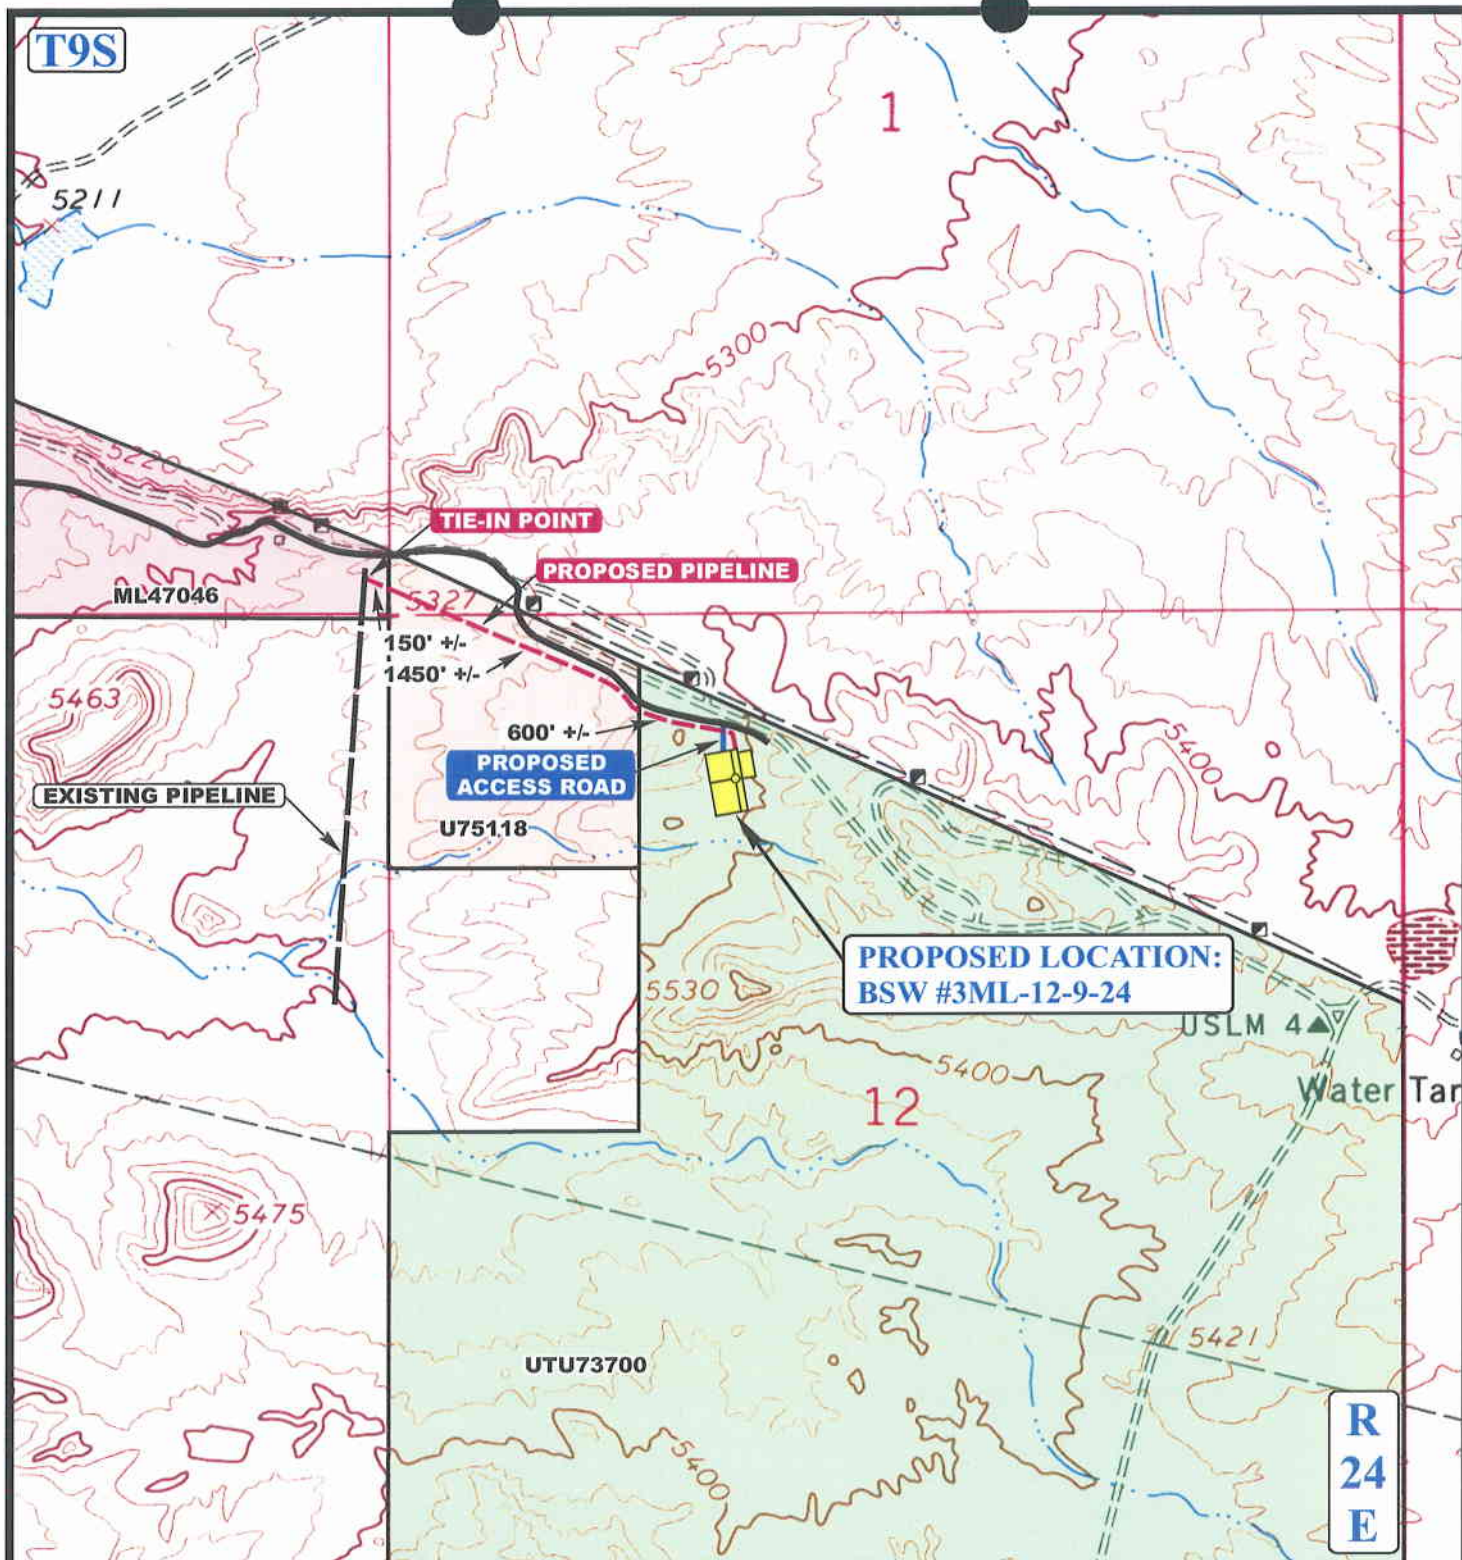 T9S
1
5211
5300
5220
TIE-IN POINT
PROPOSED PIPELINE
ML47046
5327
150' +/-
1450' +/-
5463
600' +/-
5400
PROPOSED
ACCESS ROAD
EXISTING PIPELINE
U75118
PROPOSED LOCATION:
BSW #3ML-12-9-24
5530
USLM 4
5400
Water Tan
12
5475
5421
UTU73700
R
24
E
5400